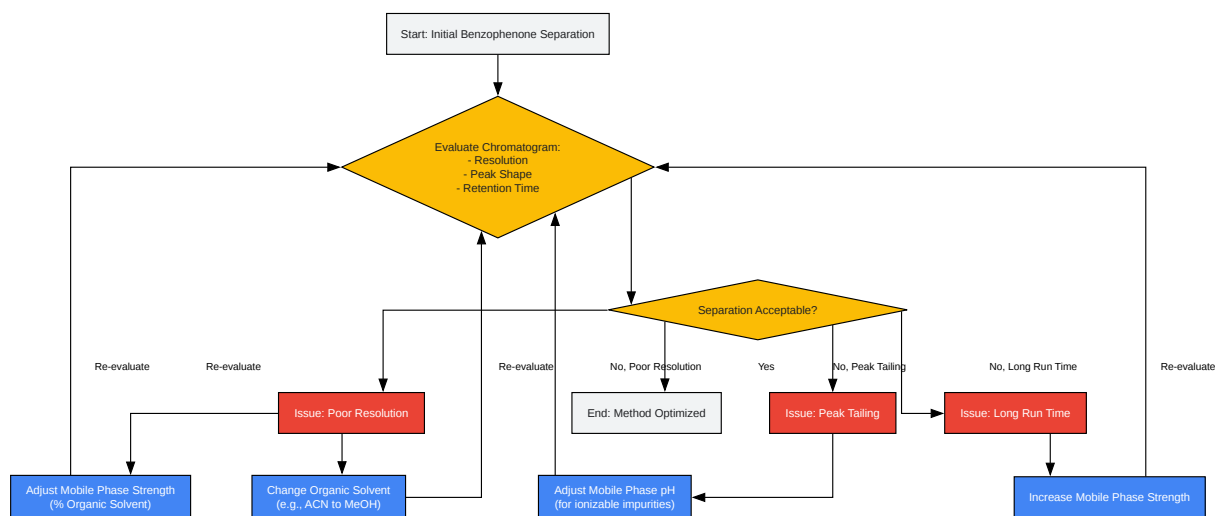 Start: Initial Benzophenone Separation
Evaluate Chromatogram:
- Resolution
- Peak Shape
- Retention Time
Separation Acceptable?
Re-evaluate
Re-evaluate
Re-evaluate
No, Poor Resolution
Yes
No, Peak Tailing
No, Long Run Time
Re-evaluate
Issue: Poor Resolution
End: Method Optimized
Issue: Peak Tailing
Issue: Long Run Time
Adjust Mobile Phase Strength
(% Organic Solvent)
Change Organic Solvent
(e.g., ACN to MeOH)
Adjust Mobile Phase pH
(for ionizable impurities)
Increase Mobile Phase Strength